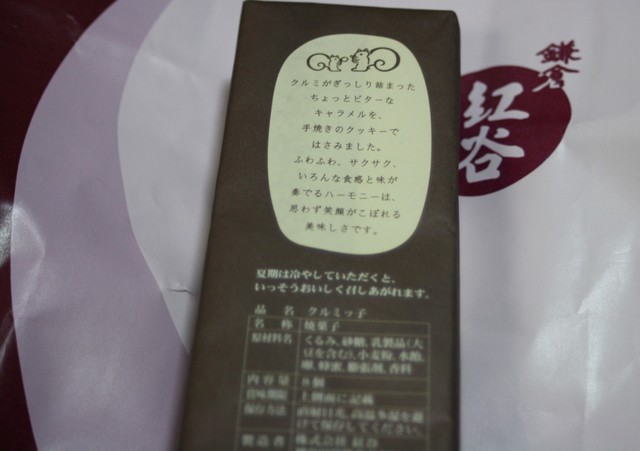 鎌倉
紅谷
クルミがぎっしり詰まった
ちょっとビターな
キャラメルを、
手焼きのクッキーで
はさみました。
ふわふわ、サクサク、
いろんな食感と味が
奏でるハーモニーは、
思わず笑顔がこぼれる
美味しさです。
夏期は冷やしていただくと、
いっそうおいしく召しあがれます。
品 名 クルミッ子
名 称 焼菓子
原材料名 くるみ、砂糖、乳製品(大
豆を含む)、小麦粉、水飴、
卵、蜂蜜、膨張剤、香料
内容量 8個
賞味期限 上側面に記載
保存方法 直射日光、高温多湿を避
けて保存してください。
製造者 株式会社 紅谷